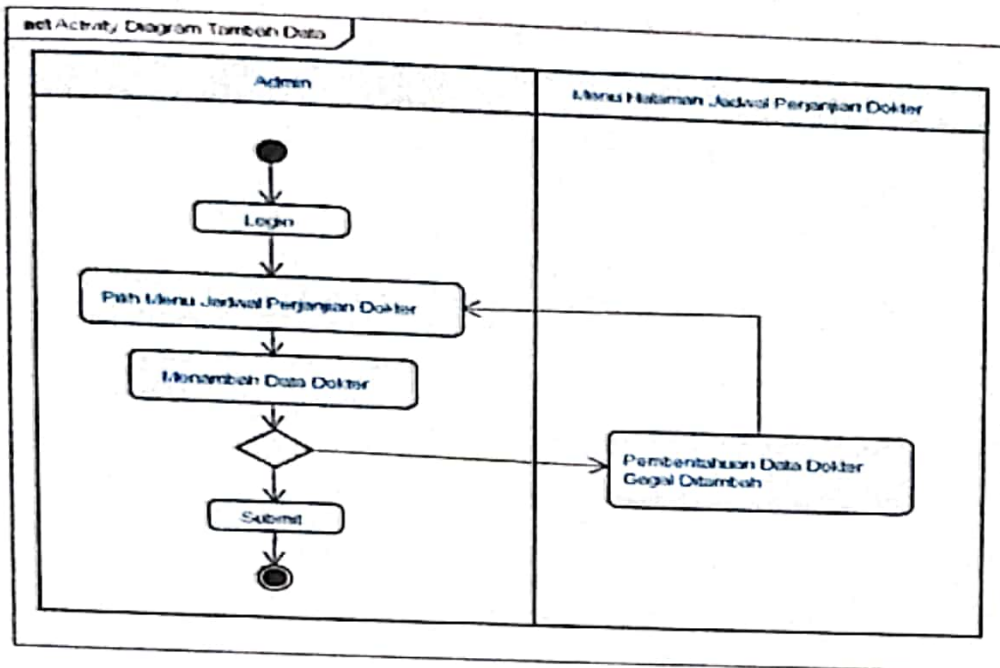 act Activity Diagram Tambah Data
Admin
Menu Halaman Jadwal Perjanjian Dokter
Login
Pilih Menu Jadwal Perjanjian Dokter
Menambah Data Dokter
Pemberitahuan Data Dokter
Gagal Ditambah
Submit